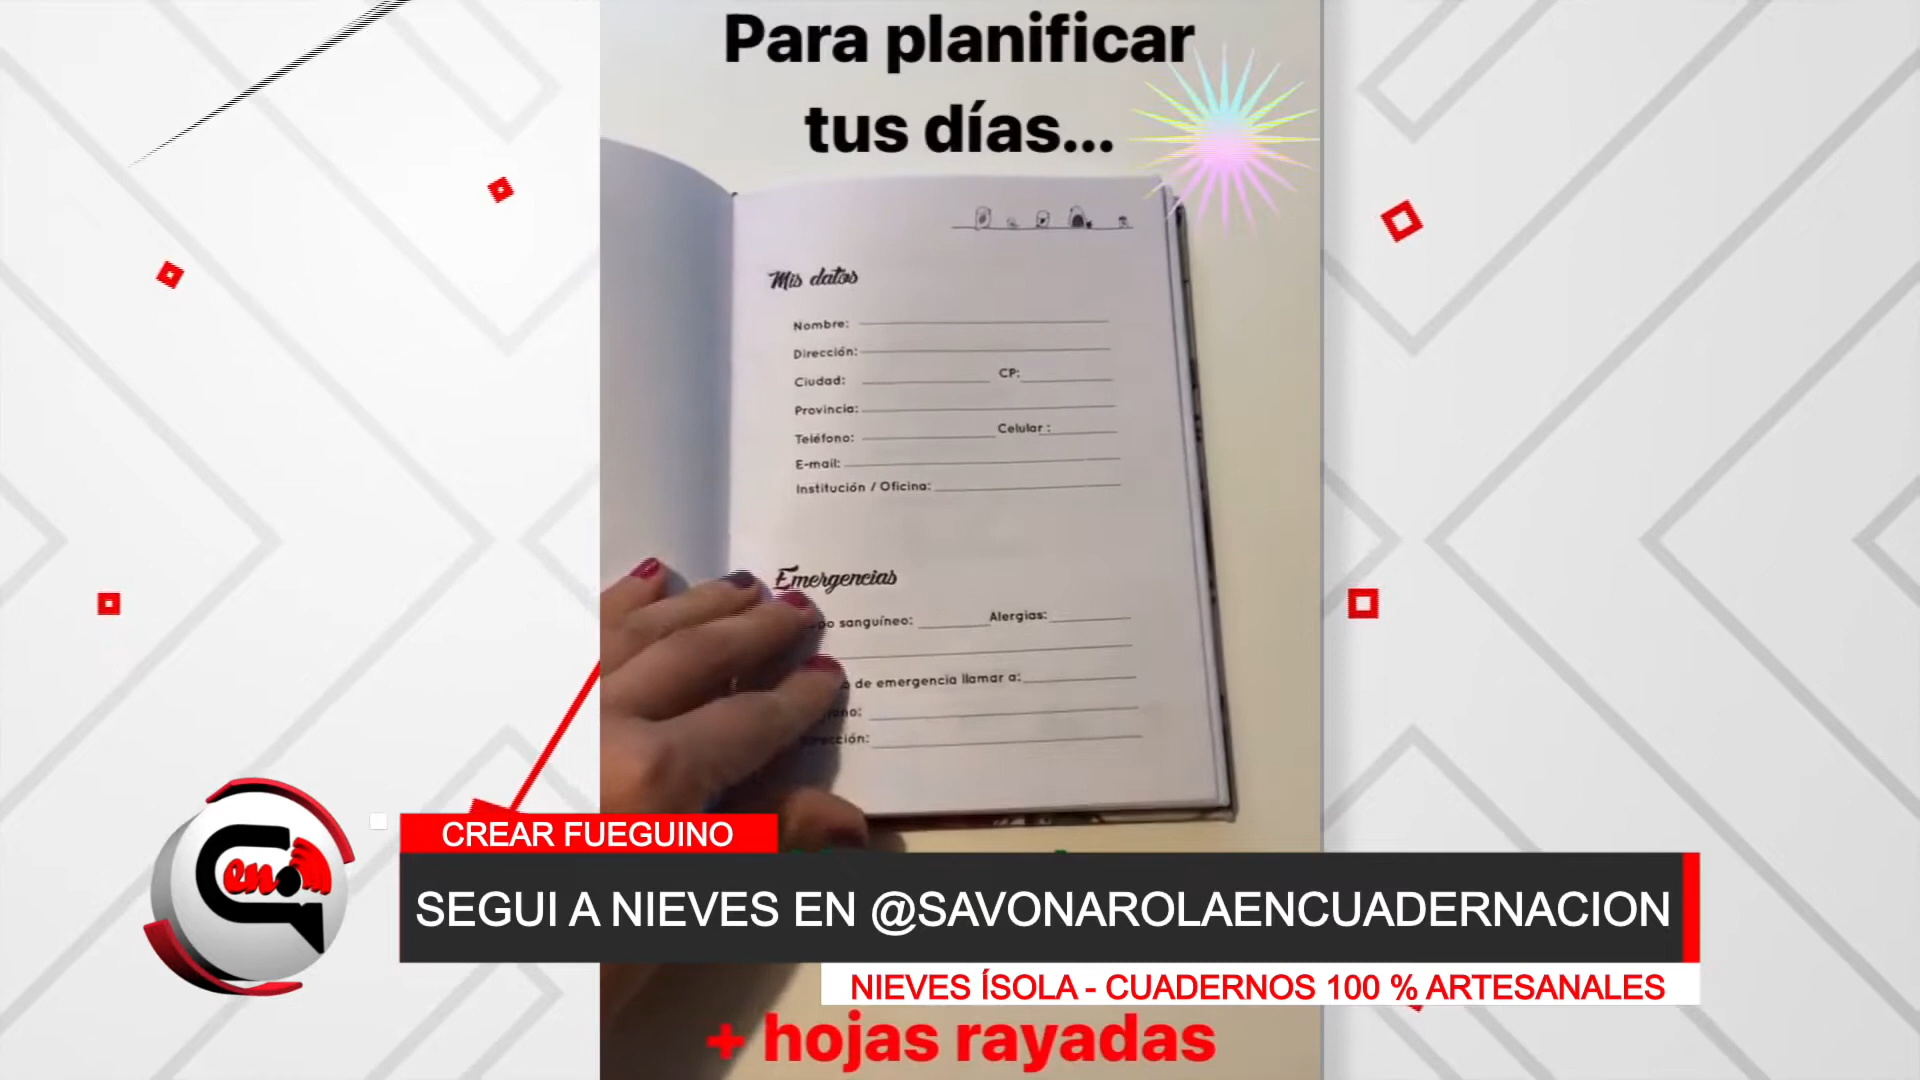 Para planificar
tus días...
Mis datos
Nombre:
Dirección:
Ciudad: CP:
Provincia:
Teléfono: Celular :
E-mail:
Institución / Oficina:
Emergencias
sanguíneo: Alergias:
de emergencia llamar a:
CREAR FUEGUINO
SEGUI A NIEVES EN @SAVONAROLAENCUADERNACION
en
NIEVES ÍSOLA - CUADERNOS 100 % ARTESANALES
+ hojas rayadas